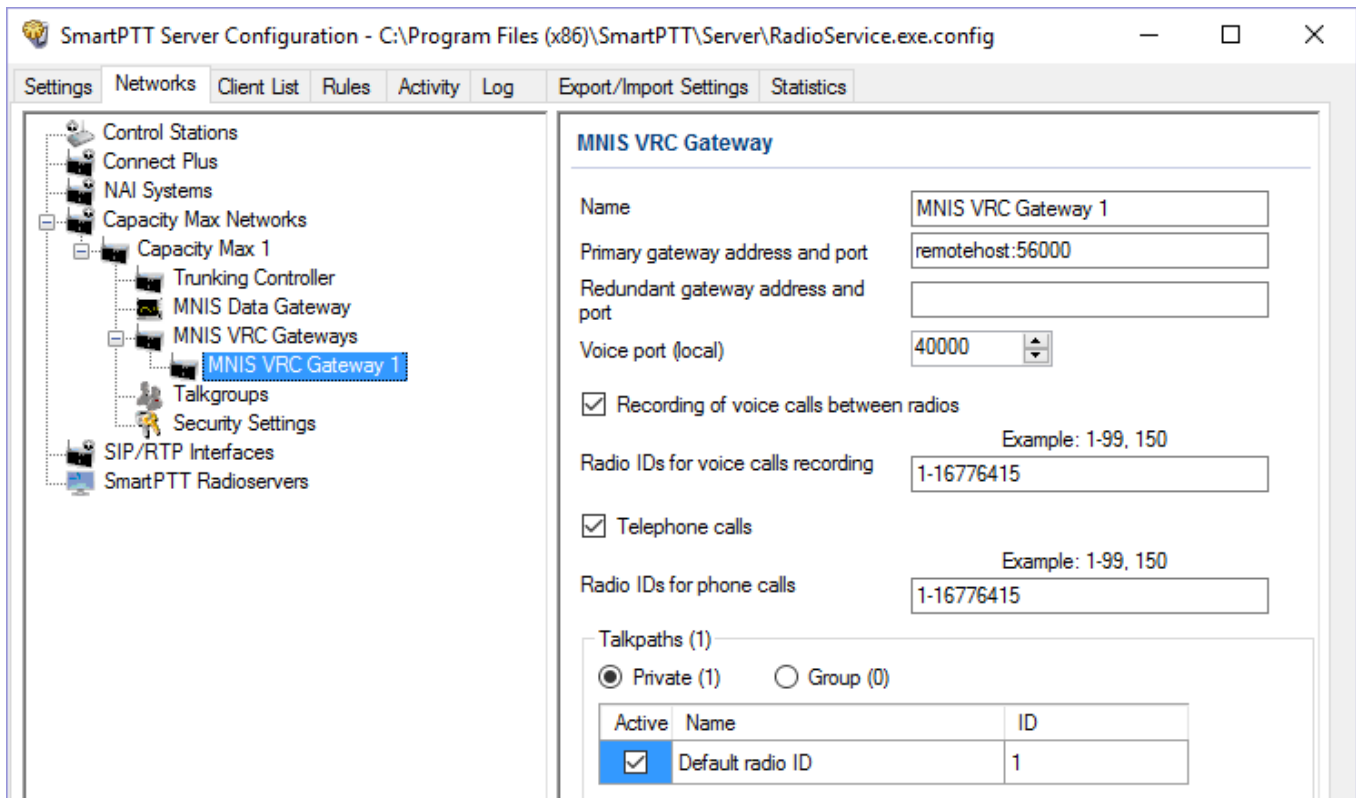 SmartPTT Server Configuration - C:\Program Files (x86)\SmartPTT\Server\RadioService.exe.config
Settings Networks Client List Rules Activity Log Export/Import Settings Statistics
Control Stations
Connect Plus
NAI Systems
Capacity Max Networks
Capacity Max 1
Trunking Controller
MNIS Data Gateway
MNIS VRC Gateways
MNIS VRC Gateway 1
Talkgroups
Security Settings
SIP/RTP Interfaces
SmartPTT Radioservers
MNIS VRC Gateway
Name MNIS VRC Gateway 1
Primary gateway address and port remotehost:56000
Redundant gateway address and
port
Voice port (local) 40000
Recording of voice calls between radios
Example: 1-99, 150
Radio IDs for voice calls recording 1-16776415
Telephone calls
Example: 1-99, 150
Radio IDs for phone calls 1-16776415
Talkpaths (1)
Private (1) Group (0)
Active Name ID
Default radio ID 1